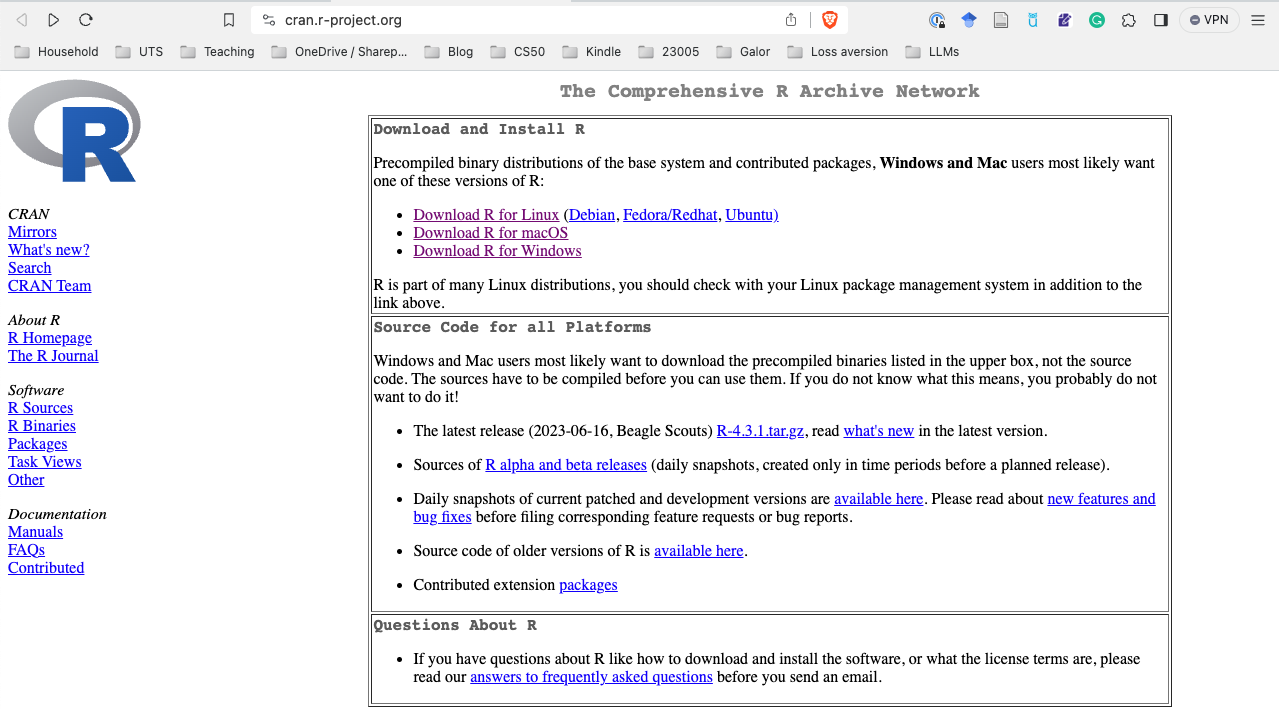 cran.r-project.org
VPN
Household
UTS
Teaching
OneDrive / Sharep...
Blog
CS50
Kindle
23005
Galor
Loss aversion
LLMs
R
CRAN
Mirrors
What's new?
Search
CRAN Team
About R
R Homepage
The R Journal
Software
R Sources
R Binaries
Packages
Task Views
Other
Documentation
Manuals
FAQs
Contributed
The Comprehensive R Archive Network
Download and Install R
Precompiled binary distributions of the base system and contributed packages, Windows and Mac users most likely want
one of these versions of R:
• Download R for Linux (Debian, Fedora/Redhat, Ubuntu)
• Download R for macOS
• Download R for Windows
R is part of many Linux distributions, you should check with your Linux package management system in addition to the
link above.
Source Code for all Platforms
Windows and Mac users most likely want to download the precompiled binaries listed in the upper box, not the source
code. The sources have to be compiled before you can use them. If you do not know what this means, you probably do not
want to do it!
• The latest release (2023-06-16, Beagle Scouts) R-4.3.1.tar.gz, read what's new in the latest version.
• Sources of R alpha and beta releases (daily snapshots, created only in time periods before a planned release).
• Daily snapshots of current patched and development versions are available here. Please read about new features and
bug fixes before filing corresponding feature requests or bug reports.
• Source code of older versions of R is available here.
• Contributed extension packages
Questions About R
• If you have questions about R like how to download and install the software, or what the license terms are, please
read our answers to frequently asked questions before you send an email.